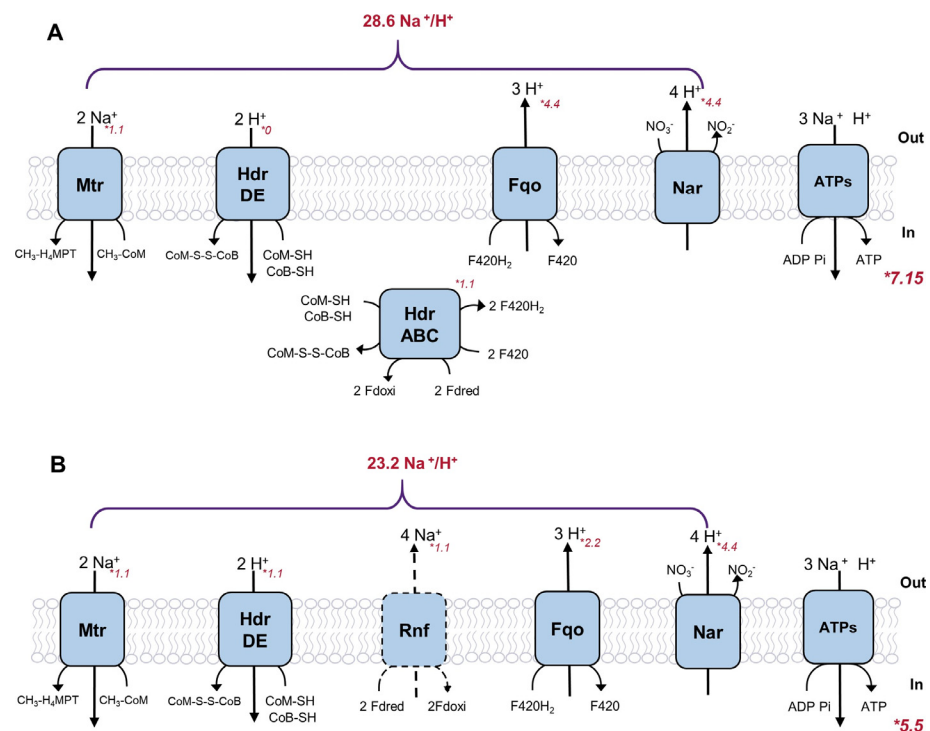 A
28.6 Na⁺/H⁺
2 Na⁺
*1.1
2 H⁺
*0
3 H⁺
*4.4
4 H⁺
*4.4
NO₃⁻
NO₂⁻
3 Na⁺ H⁺
Out
Mtr
Hdr
DE
Fqo
Nar
ATPs
In
CH₃-H₄MPT
CH₃-CoM
CoM-S-S-CoB
CoM-SH
CoB-SH
F420H₂
F420
ADP Pi
ATP
*7.15
*1.1
CoM-SH
CoB-SH
Hdr
ABC
2 F420H₂
CoM-S-S-CoB
2 F420
2 Fdoxi
2 Fdred
B
23.2 Na⁺/H⁺
2 Na⁺
*1.1
2 H⁺
*1.1
4 Na⁺
*1.1
3 H⁺
*2.2
4 H⁺
*4.4
NO₃⁻
NO₂⁻
3 Na⁺ H⁺
Out
Mtr
Hdr
DE
Rnf
Fqo
Nar
ATPs
In
CH₃-H₄MPT
CH₃-CoM
CoM-S-S-CoB
CoM-SH
CoB-SH
2 Fdred
2Fdoxi
F420H₂
F420
ADP Pi
ATP
*5.5